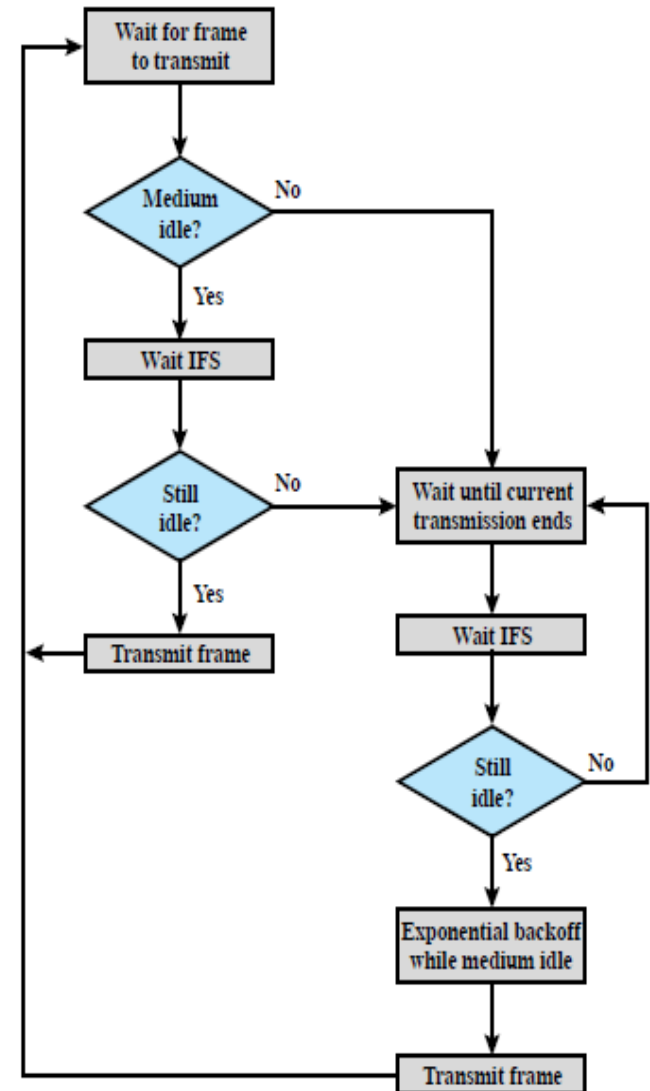 Wait for frame
to transmit
Medium
idle?
No
Yes
Wait IFS
Still
idle?
No
Yes
Transmit frame
Wait until current
transmission ends
Wait IFS
Still
idle?
No
Yes
Exponential backoff
while medium idle
Transmit frame